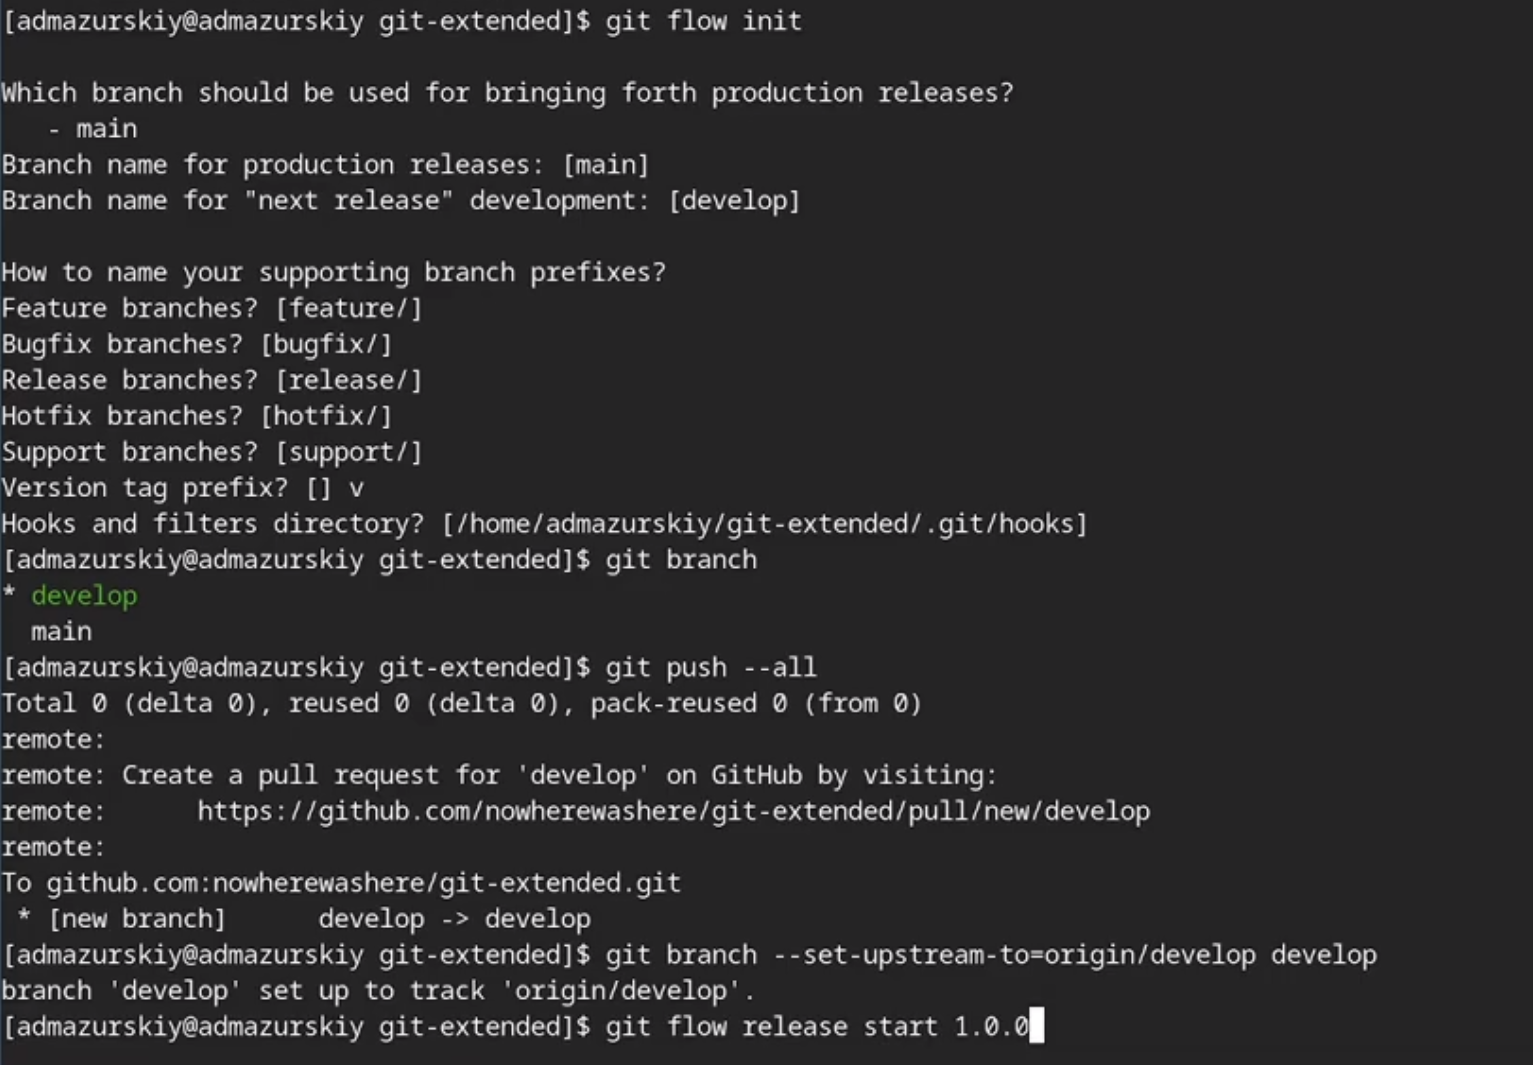 [admazurskiy@admazurskiy git-extended]$ git flow init
Which branch should be used for bringing forth production releases?
   - main
Branch name for production releases: [main]
Branch name for "next release" development: [develop]
How to name your supporting branch prefixes?
Feature branches? [feature/]
Bugfix branches? [bugfix/]
Release branches? [release/]
Hotfix branches? [hotfix/]
Support branches? [support/]
Version tag prefix? [] v
Hooks and filters directory? [/home/admazurskiy/git-extended/.git/hooks]
[admazurskiy@admazurskiy git-extended]$ git branch
* develop
  main
[admazurskiy@admazurskiy git-extended]$ git push --all
Total 0 (delta 0), reused 0 (delta 0), pack-reused 0 (from 0)
remote:
remote: Create a pull request for 'develop' on GitHub by visiting:
remote:      https://github.com/nowherewashere/git-extended/pull/new/develop
remote:
To github.com:nowherewashere/git-extended.git
 * [new branch]      develop -> develop
[admazurskiy@admazurskiy git-extended]$ git branch --set-upstream-to=origin/develop develop
branch 'develop' set up to track 'origin/develop'.
[admazurskiy@admazurskiy git-extended]$ git flow release start 1.0.0